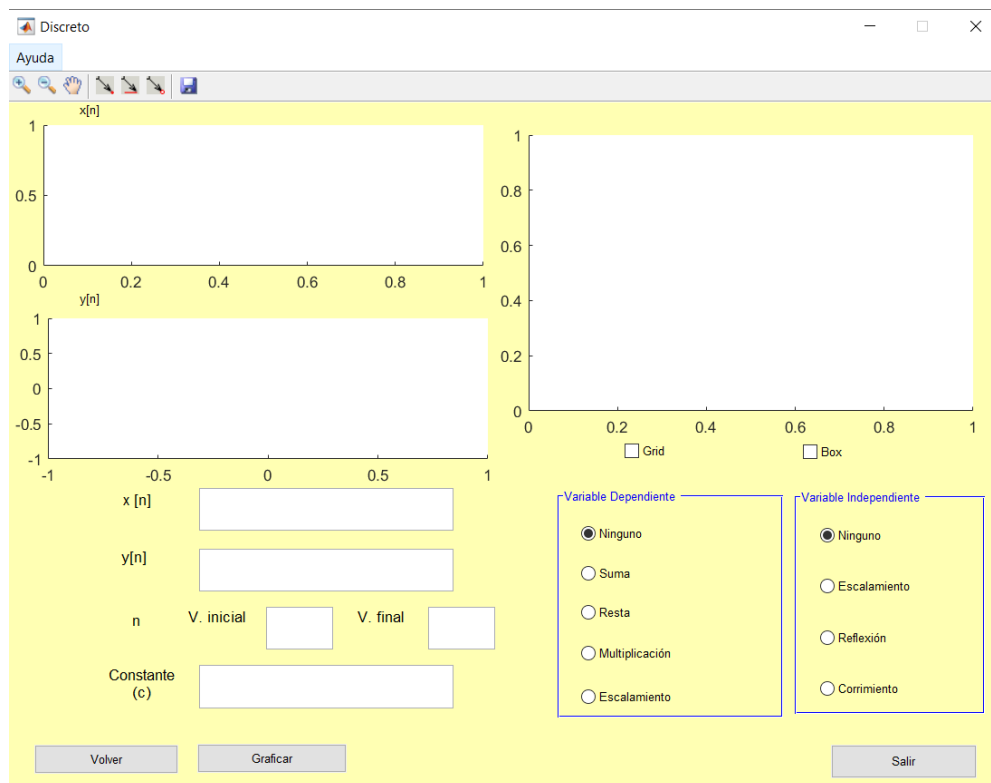 Discreto
Ayuda
x[n]
1
0.5
0
0 0.2 0.4 0.6 0.8 1
y[n]
1
0.5
0
-0.5
-1
-1 -0.5 0 0.5 1
1
0.8
0.6
0.4
0.2
0
0 0.2 0.4 0.6 0.8 1
Grid Box
x [n]
y[n]
n V. inicial V. final
Constante
(c)
Variable Dependiente
Ninguno
Suma
Resta
Multiplicación
Escalamiento
Variable Independiente
Ninguno
Escalamiento
Reflexión
Corrimiento
Volver Graficar Salir